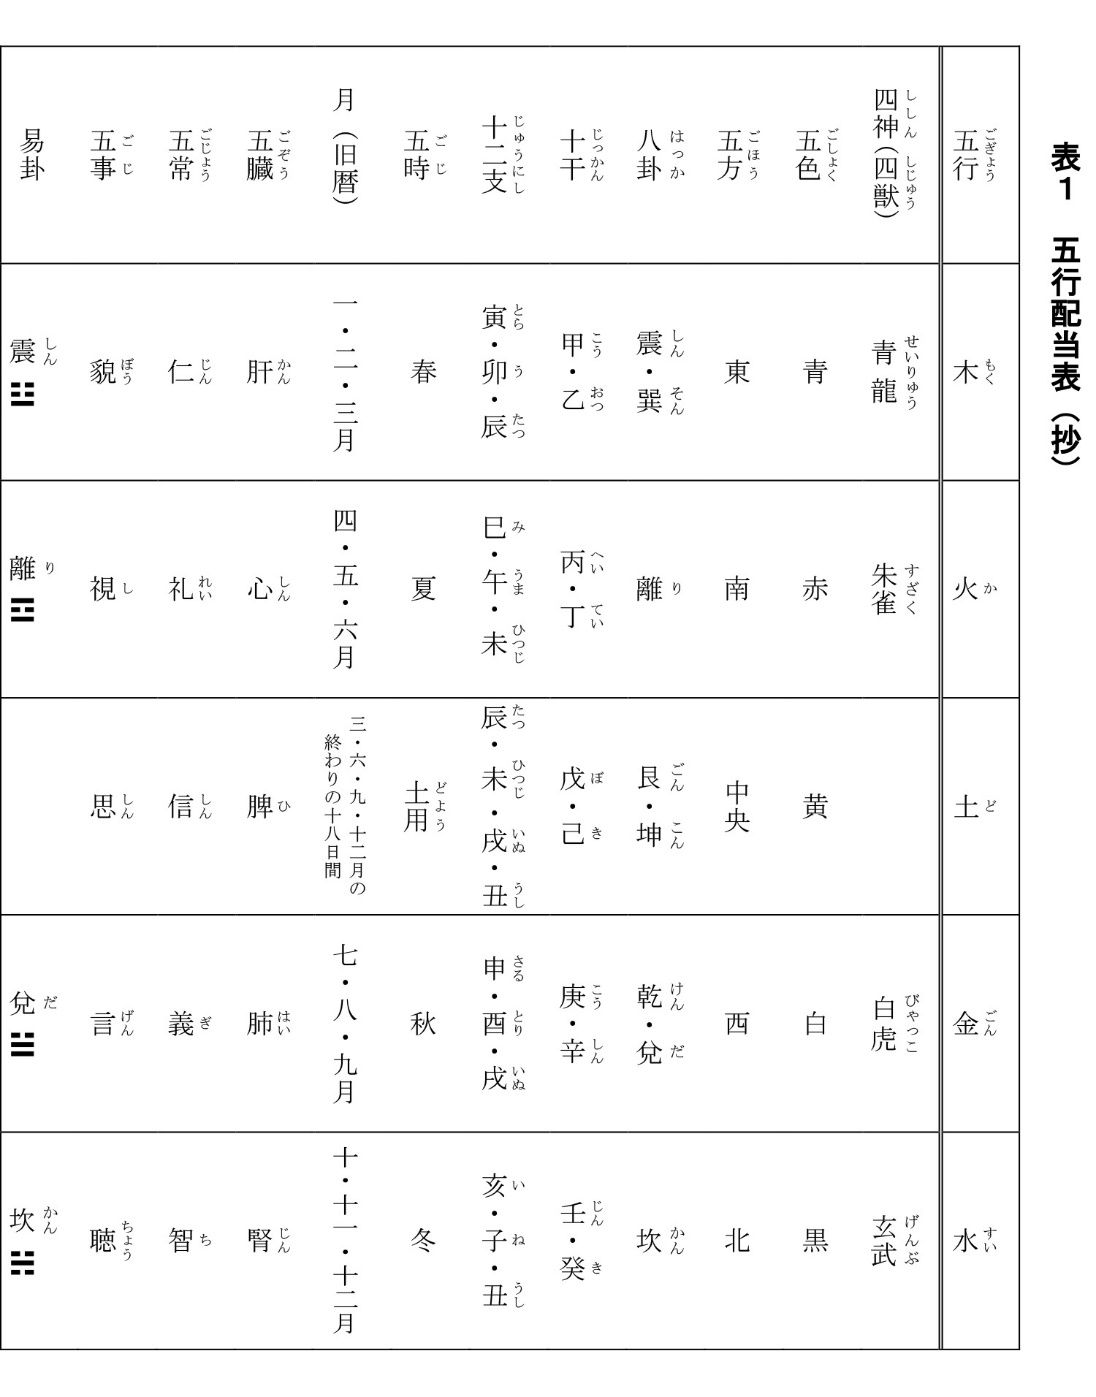 表1　五行配当表（抄）
五行 ごぎょう
木 もく
火 か
土 ど
金 ごん
水 すい
四神（四獣） ししん しじゅう
青龍 せいりゅう
朱雀 すざく
白虎 びゃっこ
玄武 げんぶ
五色 ごしょく
青
赤
黄
白
黒
五方 ごほう
東
南
中央
西
北
八卦 はっか
震・巽 しん そん
離 り
艮・坤 ごん こん
乾・兌 けん だ
坎 かん
十干 じっかん
甲・乙 こう おつ
丙・丁 へい てい
戊・己 ぼ き
庚・辛 こう しん
壬・癸 じん き
十二支 じゅうにし
寅・卯・辰 とら う たつ
巳・午・未 み うま ひつじ
辰・未・戌・丑 たつ ひつじ いぬ うし
申・酉・戌 さる とり いぬ
亥・子・丑 い ね うし
五時 ごじ
春
夏
土用 どよう
秋
冬
月（旧暦）
一・二・三月
四・五・六月
三・六・九・十二月の
終わりの十八日間
七・八・九月
十・十一・十二月
五臓 ごぞう
肝 かん
心 しん
脾 ひ
肺 はい
腎 じん
五常 ごじょう
仁 じん
礼 れい
信 しん
義 ぎ
智 ち
五事 ごじ
貌 ぼう
視 し
思 しん
言 げん
聴 ちょう
易卦
震 しん ☳
離 り ☲
兌 だ ☱
坎 かん ☵